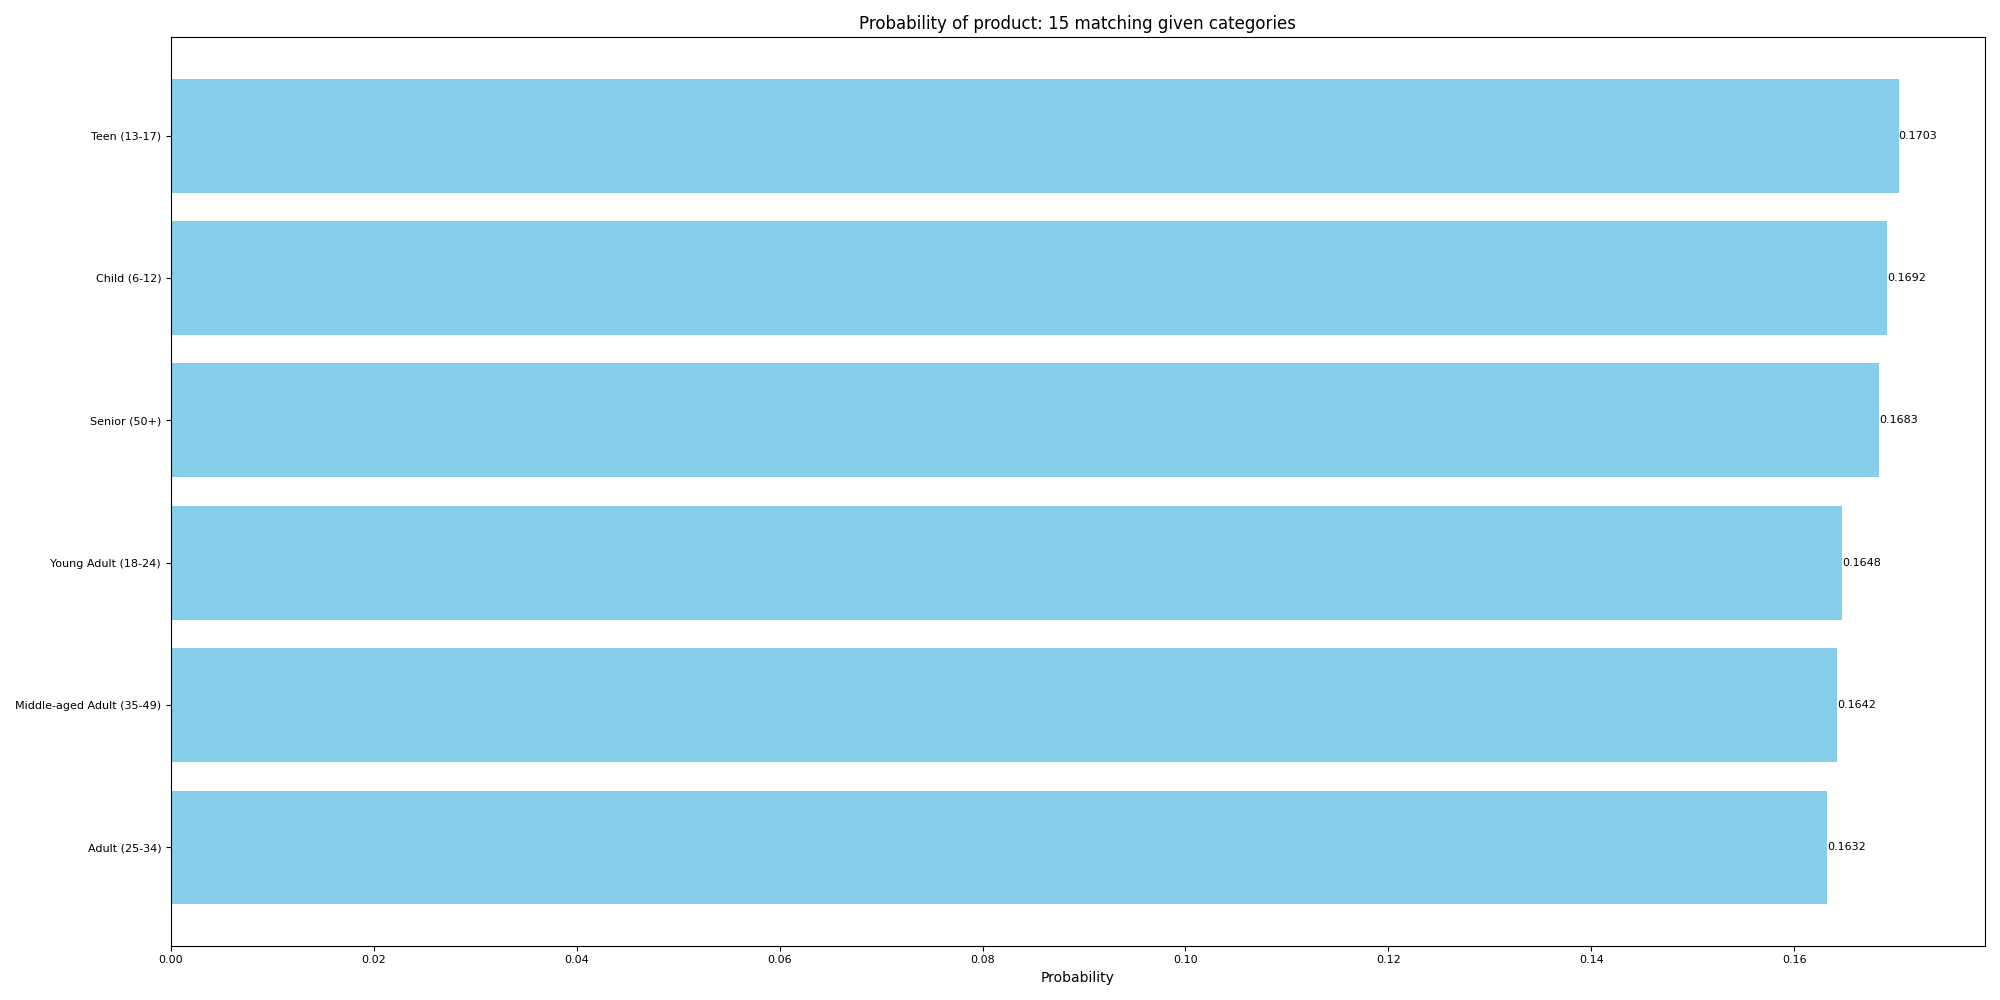 Probability of product: 15 matching given categories
Teen (13-17)
0.1703
Child (6-12)
0.1692
Senior (50+)
0.1683
Young Adult (18-24)
0.1648
Middle-aged Adult (35-49)
0.1642
Adult (25-34)
0.1632
0.00 0.02 0.04 0.06 0.08 0.10 0.12 0.14 0.16
Probability